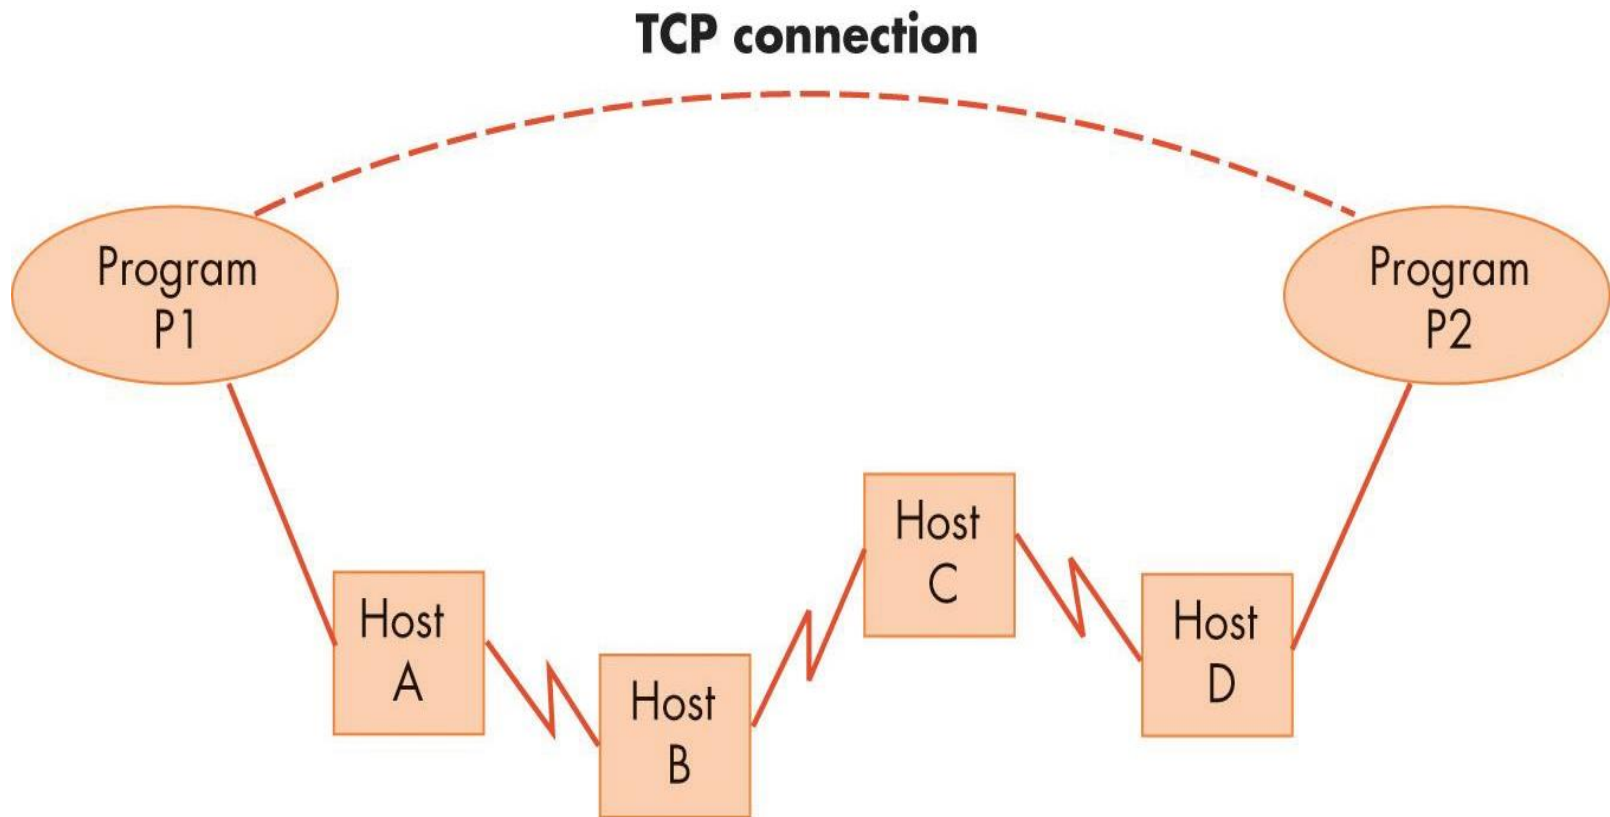 TCP connection
Program
P1
Program
P2
Host
A
Host
B
Host
C
Host
D